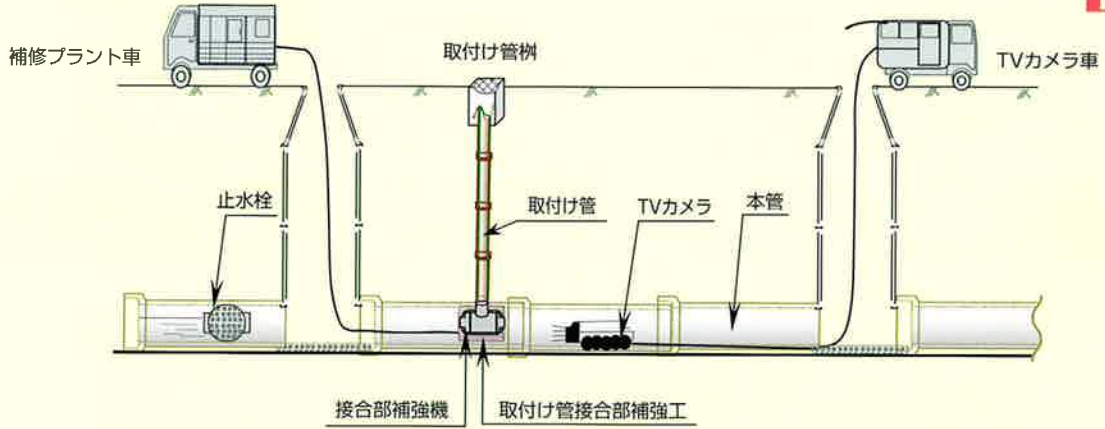 補修プラント車
取付け管桝
TVカメラ車
止水栓
取付け管
TVカメラ
本管
接合部補強機
取付け管接合部補強工